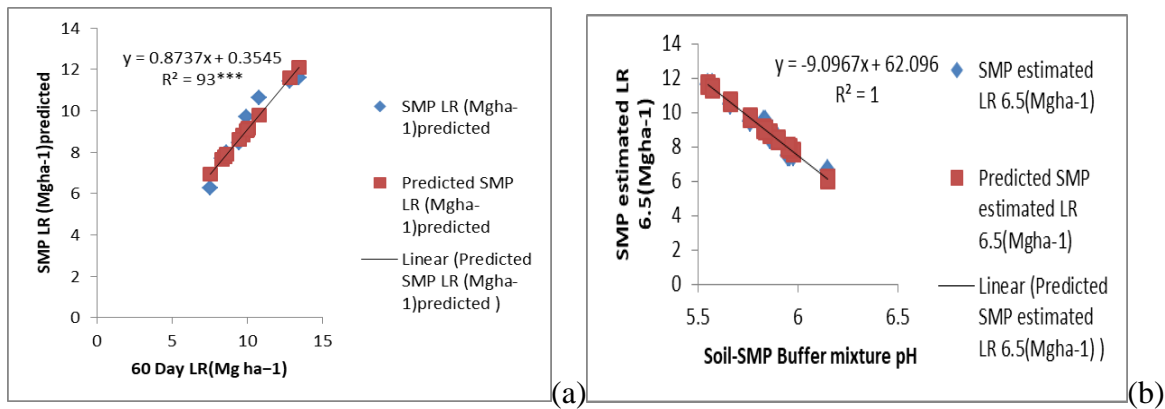 y = 0.8737x + 0.3545
R² = 93***
14
12
10
8
6
4
2
0
0
5
10
15
SMP LR (Mgha-1)predicted
60 Day LR(Mg ha−1)
SMP LR (Mgha-
1)predicted
Predicted SMP
LR (Mgha-
1)predicted
Linear (Predicted
SMP LR (Mgha-
1)predicted )
(a)
y = -9.0967x + 62.096
R² = 1
14
12
10
8
6
4
2
0
5.5
6
6.5
SMP estimated LR
6.5(Mgha-1)
Soil-SMP Buffer mixture pH
SMP estimated
LR 6.5(Mgha-1)
Predicted SMP
estimated LR
6.5(Mgha-1)
Linear (Predicted
SMP estimated
LR 6.5(Mgha-1) )
(b)